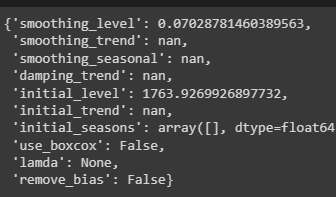 {'smoothing_level': 0.07028781460389563,
'smoothing_trend': nan,
'smoothing_seasonal': nan,
'damping_trend': nan,
'initial_level': 1763.9269926897732,
'initial_trend': nan,
'initial_seasons': array([], dtype=float64
'use_boxcox': False,
'lamda': None,
'remove_bias': False}